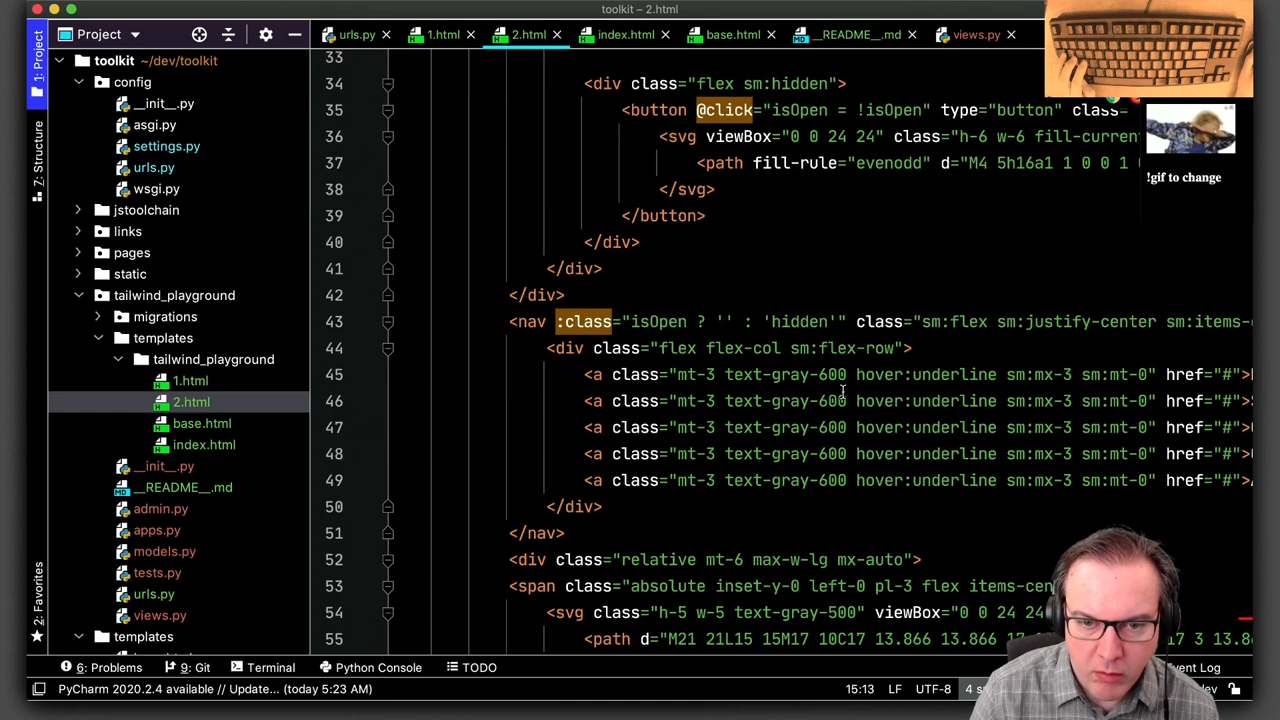 toolkit – 2.html
Project
urls.py
1.html
2.html
index.html
base.html
__README__.md
views.py
1: Project
7: Structure
2: Favorites
toolkit ~/dev/toolkit
config
__init__.py
asgi.py
settings.py
urls.py
wsgi.py
jstoolchain
links
pages
static
tailwind_playground
migrations
templates
tailwind_playground
1.html
2.html
base.html
index.html
__init__.py
__README__.md
admin.py
apps.py
models.py
tests.py
urls.py
views.py
templates
33
34 <div class="flex sm:hidden">
35 <button @click="isOpen = !isOpen" type="button" class=
36 <svg viewBox="0 0 24 24" class="h-6 w-6 fill-curren
37 <path fill-rule="evenodd" d="M4 5h16a1 1 0 0 1
38 </svg>
39 </button>
40 </div>
41 </div>
42 </div>
43 <nav :class="isOpen ? '' : 'hidden'" class="sm:flex sm:justify-center sm:items-
44 <div class="flex flex-col sm:flex-row">
45 <a class="mt-3 text-gray-600 hover:underline sm:mx-3 sm:mt-0" href="#">
46 <a class="mt-3 text-gray-600 hover:underline sm:mx-3 sm:mt-0" href="#">
47 <a class="mt-3 text-gray-600 hover:underline sm:mx-3 sm:mt-0" href="#">
48 <a class="mt-3 text-gray-600 hover:underline sm:mx-3 sm:mt-0" href="#">
49 <a class="mt-3 text-gray-600 hover:underline sm:mx-3 sm:mt-0" href="#">
50 </div>
51 </nav>
52 <div class="relative mt-6 max-w-lg mx-auto">
53 <span class="absolute inset-y-0 left-0 pl-3 flex items-cen
54 <svg class="h-5 w-5 text-gray-500" viewBox="0 0 24 24
55 <path d="M21 21L15 15M17 10C17 13.866 13.866 17 3 13.8
!gif to change
6: Problems
9: Git
Terminal
Python Console
TODO
vent Log
PyCharm 2020.2.4 available // Update... (today 5:23 AM)
15:13
LF
UTF-8
4 s
ev